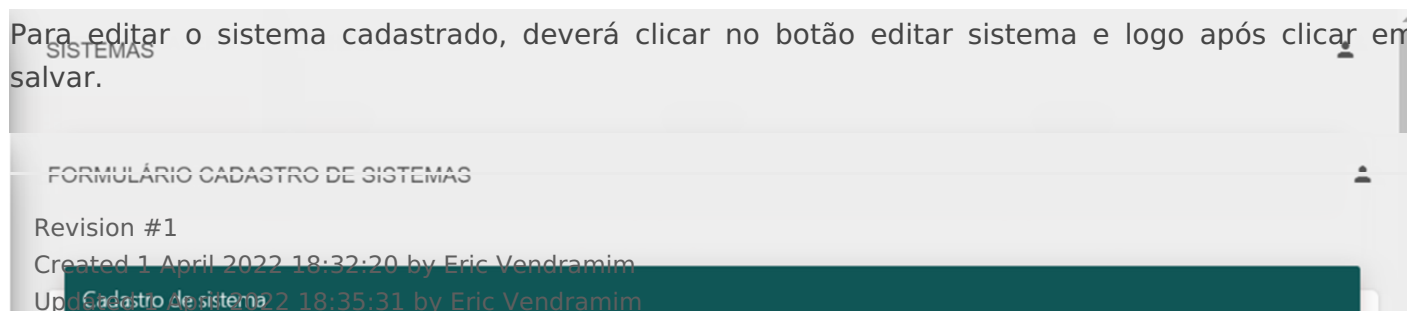 Para editar o sistema cadastrado, deverá clicar no botão editar sistema e logo após clicar em
SISTEMAS
salvar.
FORMULÁRIO CADASTRO DE SISTEMAS
Revision #1
Created 1 April 2022 18:32:20 by Eric Vendramim
Updated 1 April 2022 18:35:31 by Eric Vendramim
Cadastro de sistema